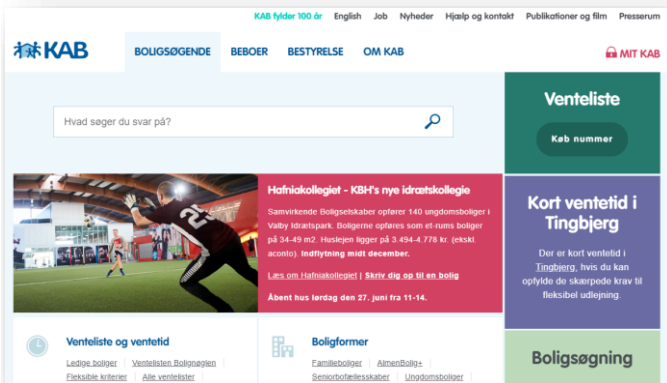 KAB fylder 100 år English Job Nyheder Hjælp og kontakt Publikationer og film Presserum
KAB BOLIGSØGENDE BEBOER BESTYRELSE OM KAB MIT KAB
Hvad søger du svar på?
Venteliste
Køb nummer
Hafniakollegiet - KBH's nye idrætskollegie
Samvirkende Boligselskaber opfører 140 ungdomsboliger i
Valby Idrætspark. Boligerne opføres som et-rums boliger
på 34-49 m2. Huslejen ligger på 3.494-4.778 kr. (ekskl.
aconto). Indflytning midt december.
Læs om Hafniakollegiet | Skriv dig op til en bolig
Åbent hus lørdag den 27. juni fra 11-14.
Kort ventetid i
Tingbjerg
Der er kort ventetid i
Tingbjerg, hvis du kan
opfylde de skærpede krav til
fleksibel udlejning.
Venteliste og ventetid
Ledige boliger Ventelisten Bolignøglen
Fleksible kriterier Alle ventelister
Boligformer
Familieboliger AlmenBolig+
Seniorbofællesskaber Ungdomsboliger
Boligsøgning